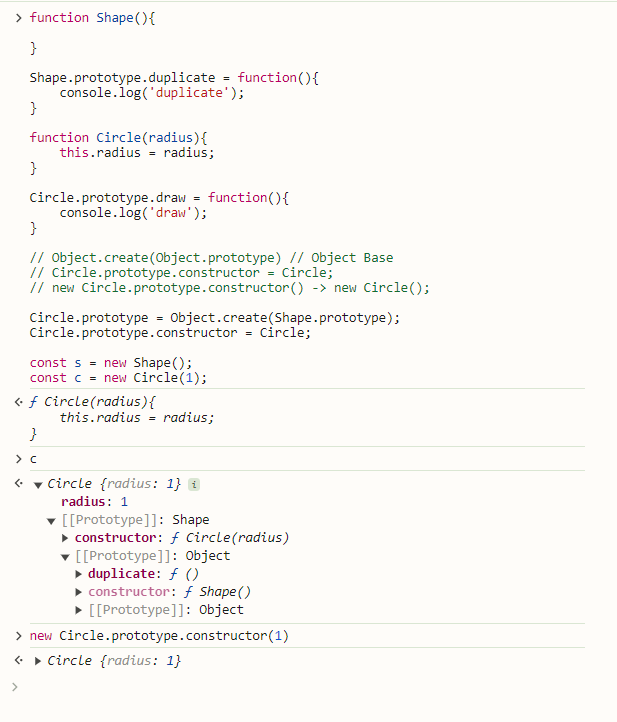 function Shape(){
}
Shape.prototype.duplicate = function(){
console.log('duplicate');
}
function Circle(radius){
this.radius = radius;
}
Circle.prototype.draw = function(){
console.log('draw');
}
// Object.create(Object.prototype) // Object Base
// Circle.prototype.constructor = Circle;
// new Circle.prototype.constructor() -> new Circle();
Circle.prototype = Object.create(Shape.prototype);
Circle.prototype.constructor = Circle;
const s = new Shape();
const c = new Circle(1);
ƒ Circle(radius){
this.radius = radius;
}
c
Circle {radius: 1} i
radius: 1
[[Prototype]]: Shape
constructor: ƒ Circle(radius)
[[Prototype]]: Object
duplicate: ƒ ()
constructor: ƒ Shape()
[[Prototype]]: Object
new Circle.prototype.constructor(1)
Circle {radius: 1}